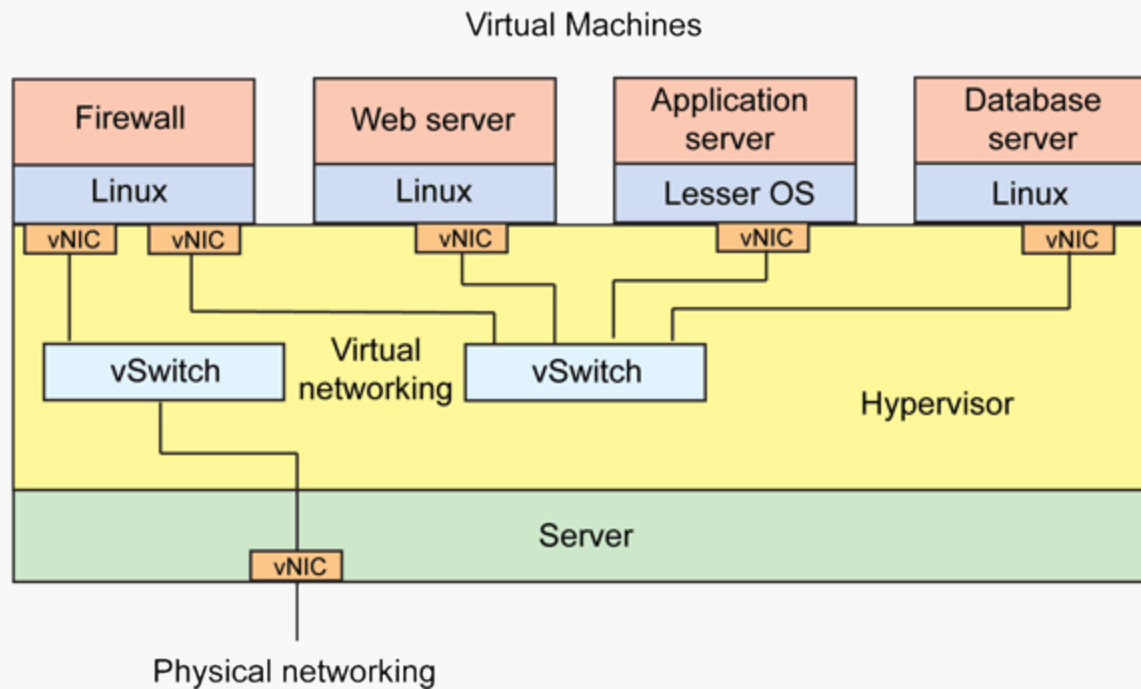 Virtual Machines
Firewall
Linux
Web server
Linux
Application
server
Lesser OS
Database
server
Linux
vNIC
vNIC
vNIC
vNIC
vNIC
vSwitch
Virtual
networking
vSwitch
Hypervisor
Server
vNIC
Physical networking